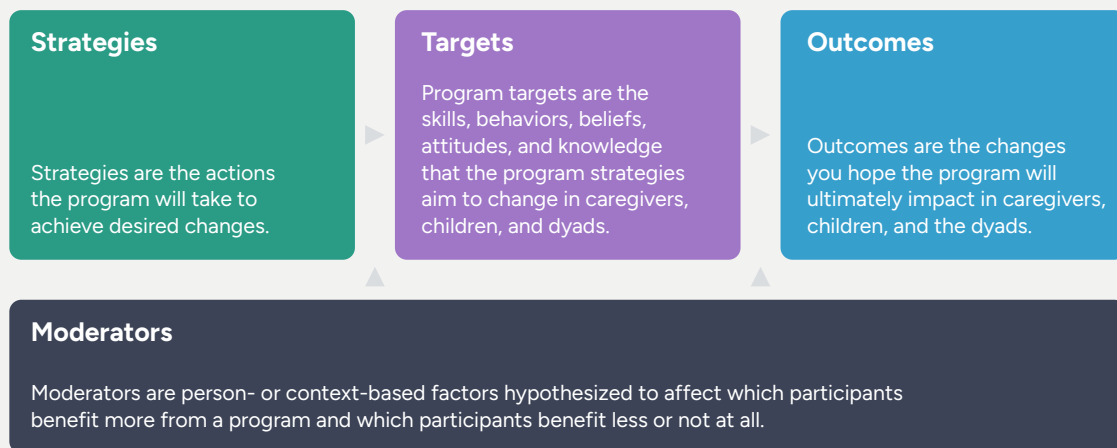 Strategies
Strategies are the actions
the program will take to
achieve desired changes.
Targets
Program targets are the
skills, behaviors, beliefs,
attitudes, and knowledge
that the program strategies
aim to change in caregivers,
children, and dyads.
Outcomes
Outcomes are the changes
you hope the program will
ultimately impact in caregivers,
children, and the dyads.
Moderators
Moderators are person- or context-based factors hypothesized to affect which participants
benefit more from a program and which participants benefit less or not at all.